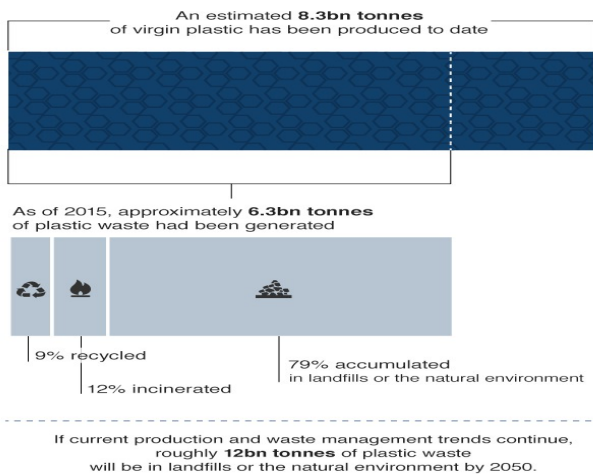 An estimated 8.3bn tonnes
of virgin plastic has been produced to date
As of 2015, approximately 6.3bn tonnes
of plastic waste had been generated
9% recycled
12% incinerated
79% accumulated
in landfills or the natural environment
If current production and waste management trends continue,
roughly 12bn tonnes of plastic waste
will be in landfills or the natural environment by 2050.